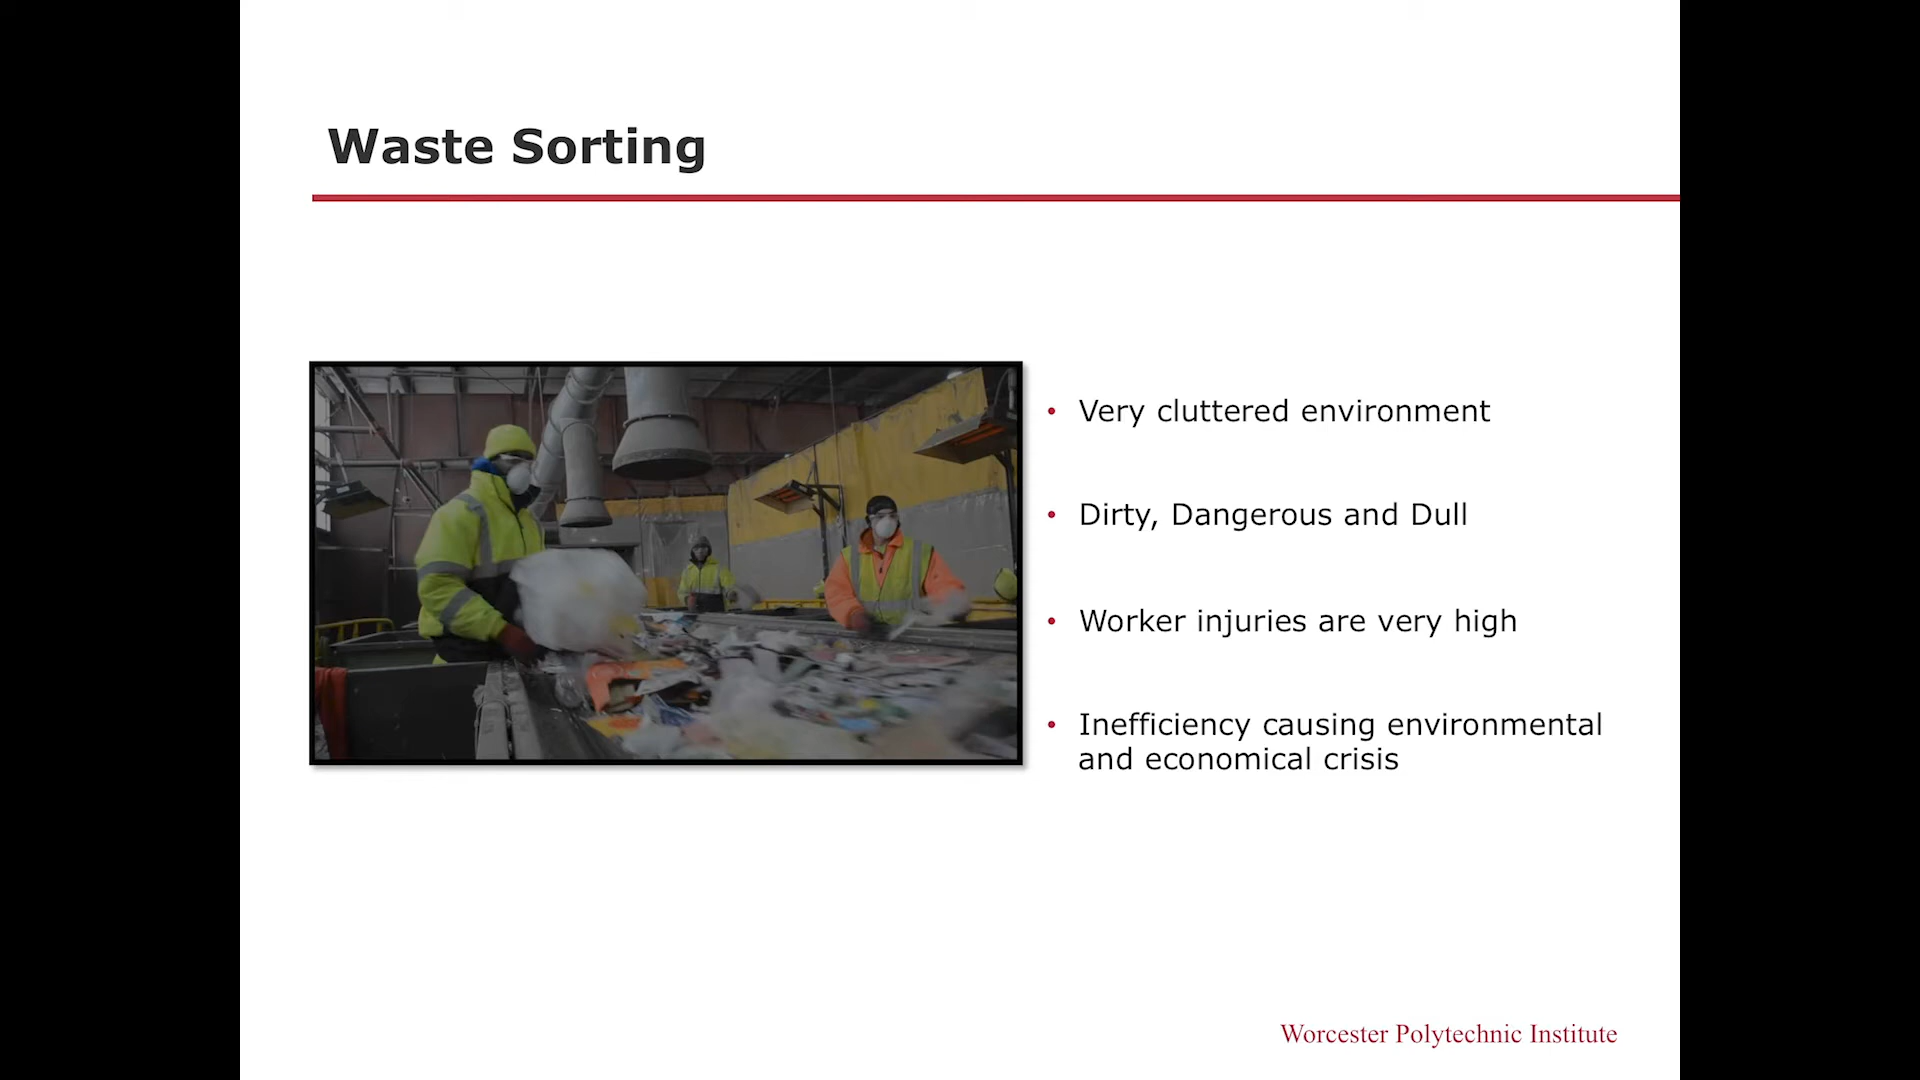 Waste Sorting
• Very cluttered environment
• Dirty, Dangerous and Dull
• Worker injuries are very high
• Inefficiency causing environmental
and economical crisis
Worcester Polytechnic Institute